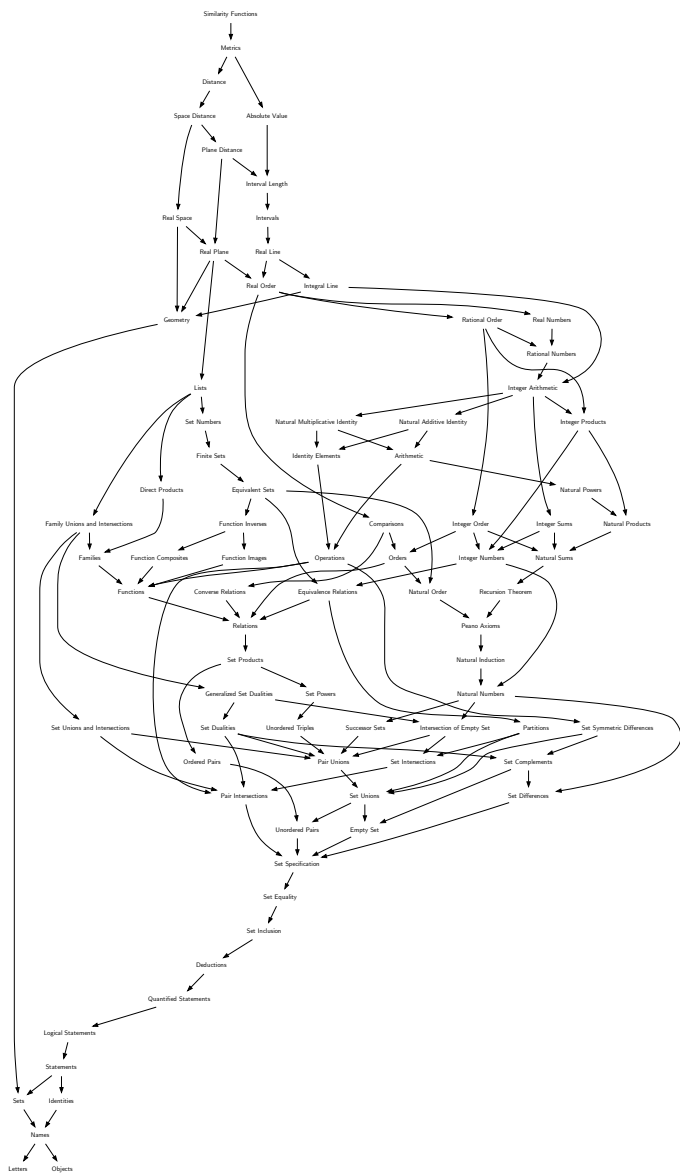 Similarity Functions
Metrics
Distance
Space Distance Absolute Value
Plane Distance
Interval Length
Real Space Intervals
Real Plane Real Line
Real Order Integral Line
Geometry Rational Order Real Numbers
Rational Numbers
Lists Integer Arithmetic
Set Numbers Natural Multiplicative Identity Natural Additive Identity Integer Products
Finite Sets Identity Elements Arithmetic
Direct Products Equivalent Sets Natural Powers
Family Unions and Intersections Function Inverses Comparisons Integer Order Integer Sums Natural Products
Families Function Composites Function Images Operations Orders Integer Numbers Natural Sums
Functions Converse Relations Equivalence Relations Natural Order Recursion Theorem
Relations Peano Axioms
Set Products Natural Induction
Generalized Set Dualities Set Powers Natural Numbers
Set Unions and Intersections Set Dualities Unordered Triples Successor Sets Intersection of Empty Set Partitions Set Symmetric Differences
Ordered Pairs Pair Unions Set Intersections Set Complements
Pair Intersections Set Unions Set Differences
Unordered Pairs Empty Set
Set Specification
Set Equality
Set Inclusion
Deductions
Quantified Statements
Logical Statements
Statements
Sets Identities
Names
Letters Objects